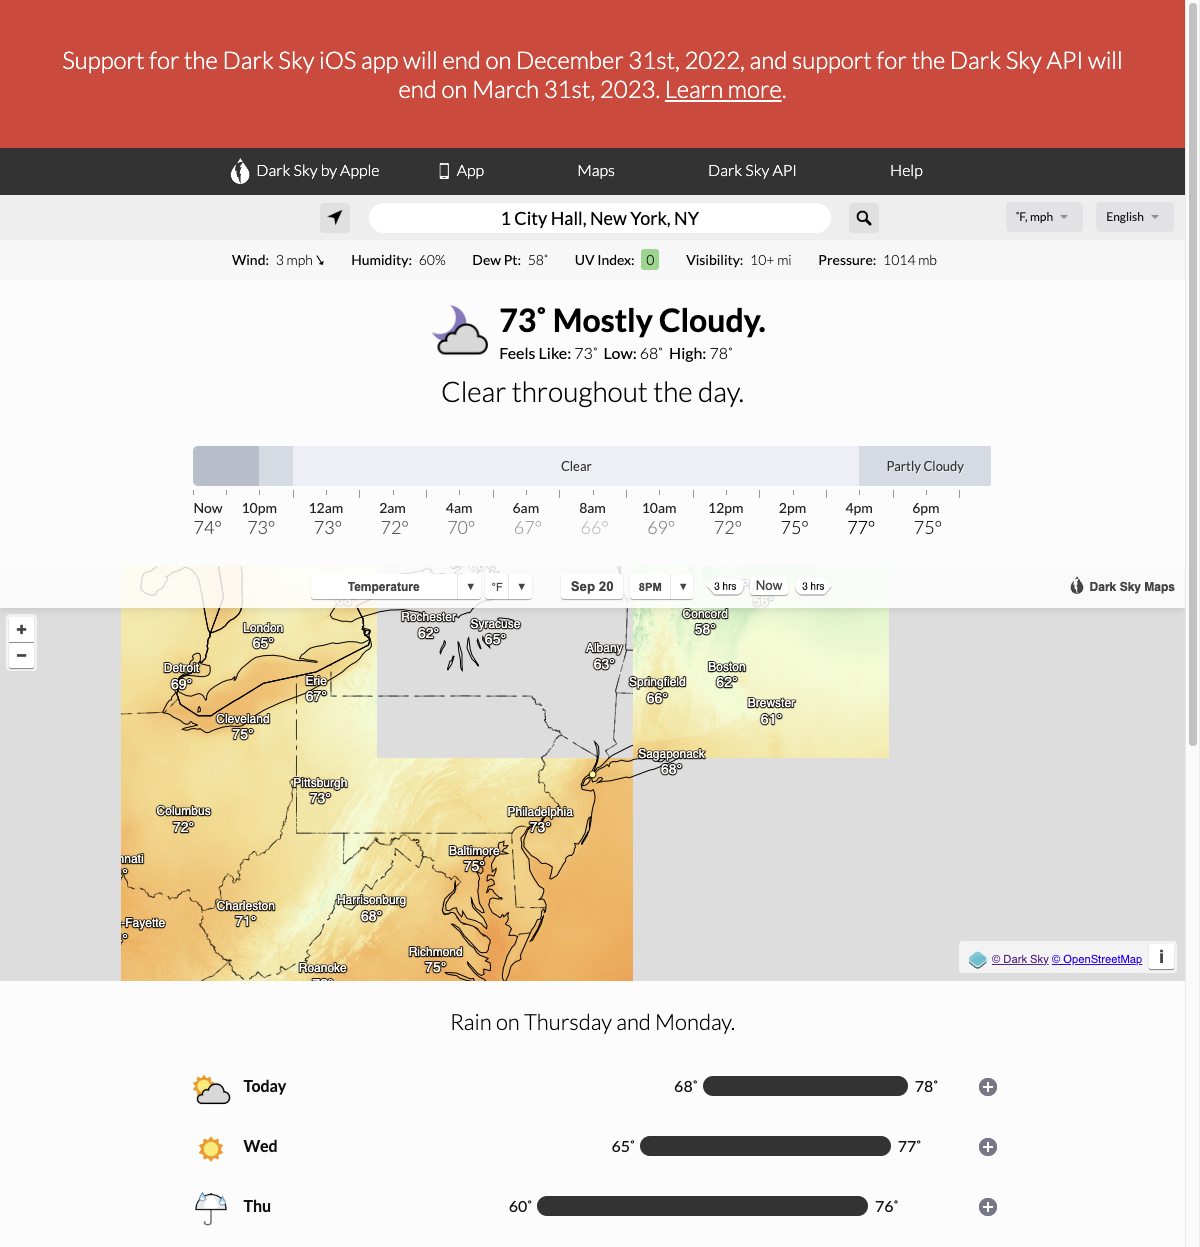 Support for the Dark Sky iOS app will end on December 31st, 2022, and support for the Dark Sky API will
end on March 31st, 2023. Learn more.
Dark Sky by Apple App Maps Dark Sky API Help
1 City Hall, New York, NY ˚F, mph English
Wind: 3 mph Humidity: 60% Dew Pt: 58˚ UV Index: 0 Visibility: 10+ mi Pressure: 1014 mb
73˚ Mostly Cloudy.
Feels Like: 73˚ Low: 68˚ High: 78˚
Clear throughout the day.
Clear Partly Cloudy
Now 10pm 12am 2am 4am 6am 8am 10am 12pm 2pm 4pm 6pm
74° 73° 73° 72° 70° 67° 66° 69° 72° 75° 77° 75°
Temperature ▼ °F ▼ Sep 20 8PM ▼ 3 hrs Now 3 hrs Dark Sky Maps
+
−
London
65°
Rochester
62°
Syracuse
65°
Concord
58°
Detroit
69°
Erie
67°
Albany
63°
Springfield
66°
Boston
62°
Brewster
61°
Cleveland
75°
Sagaponack
68°
Pittsburgh
73°
Columbus
72°
Philadelphia
73°
Baltimore
75°
nnati
Charleston
71°
Harrisonburg
68°
-Fayette
Richmond
75°
Roanoke
© Dark Sky © OpenStreetMap i
Rain on Thursday and Monday.
Today 68˚ 78˚
Wed 65˚ 77˚
Thu 60˚ 76˚